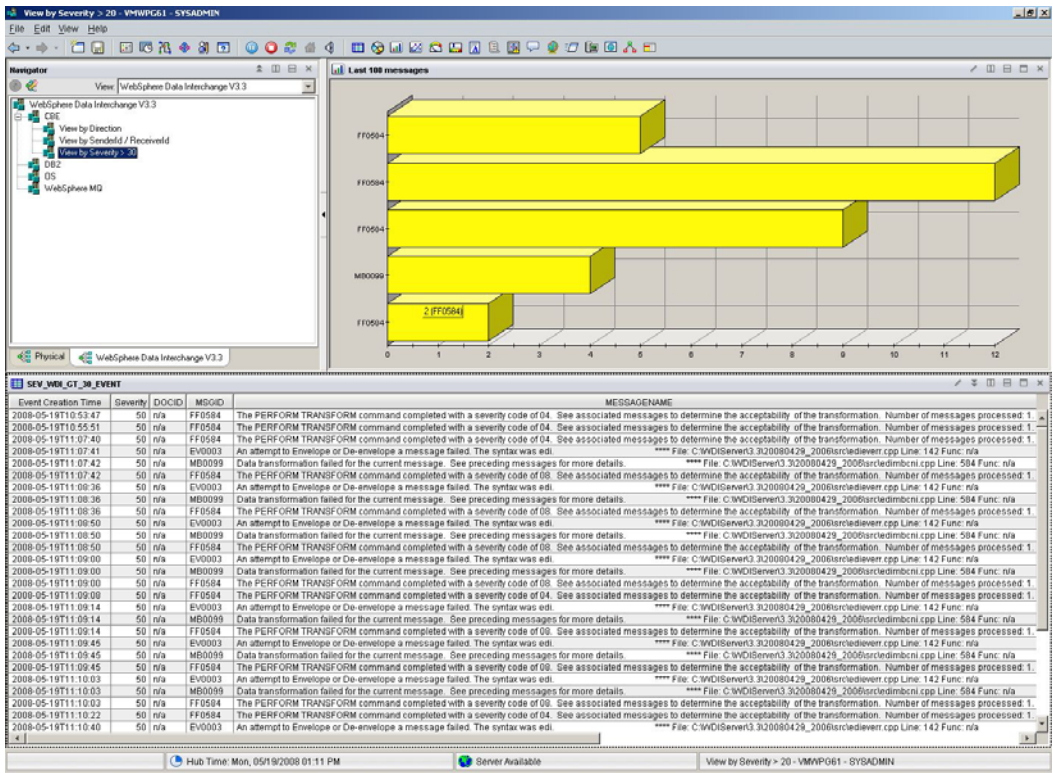 View by Severity > 20 - VMWPG61 - SYSADMIN
File Edit View Help
Navigator
View: WebSphere Data Interchange V3.3
WebSphere Data Interchange V3.3
CBE
View by Direction
View by SenderId / ReceiverId
View by Severity > 30
DB2
OS
WebSphere MQ
Physical WebSphere Data Interchange V3.3
Last 100 messages
FF0584
FF0584
FF0584
MB0099
FF0584
2 (FF0584)
0 1 2 3 4 5 6 7 8 9 10 11 12
SEV_WDI_GT_30_EVENT
Event Creation Time Severity DOCID MSGID MESSAGENAME
2008-05-19T10:53:47 50 n/a FF0584 The PERFORM TRANSFORM command completed with a severity code of 04. See associated messages to determine the acceptability of the transformation. Number of messages processed: 1.
2008-05-19T10:55:51 50 n/a FF0584 The PERFORM TRANSFORM command completed with a severity code of 04. See associated messages to determine the acceptability of the transformation. Number of messages processed: 1.
2008-05-19T11:07:40 50 n/a FF0584 The PERFORM TRANSFORM command completed with a severity code of 04. See associated messages to determine the acceptability of the transformation. Number of messages processed: 1.
2008-05-19T11:07:41 50 n/a EV0003 An attempt to Envelope or De-envelope a message failed. The syntax was edi. **** File: C:\WDIServer\3.3\20080429_2006\src\edieverr.cpp Line: 142 Func: n/a
2008-05-19T11:07:42 50 n/a MB0099 Data transformation failed for the current message. See preceding messages for more details. **** File: C:\WDIServer\3.3\20080429_2006\src\edimbcni.cpp Line: 584 Func: n/a
2008-05-19T11:07:42 50 n/a FF0584 The PERFORM TRANSFORM command completed with a severity code of 08. See associated messages to determine the acceptability of the transformation. Number of messages processed: 1.
2008-05-19T11:08:36 50 n/a EV0003 An attempt to Envelope or De-envelope a message failed. The syntax was edi. **** File: C:\WDIServer\3.3\20080429_2006\src\edieverr.cpp Line: 142 Func: n/a
2008-05-19T11:08:36 50 n/a MB0099 Data transformation failed for the current message. See preceding messages for more details. **** File: C:\WDIServer\3.3\20080429_2006\src\edimbcni.cpp Line: 584 Func: n/a
2008-05-19T11:08:36 50 n/a FF0584 The PERFORM TRANSFORM command completed with a severity code of 08. See associated messages to determine the acceptability of the transformation. Number of messages processed: 1.
2008-05-19T11:08:50 50 n/a EV0003 An attempt to Envelope or De-envelope a message failed. The syntax was edi. **** File: C:\WDIServer\3.3\20080429_2006\src\edieverr.cpp Line: 142 Func: n/a
2008-05-19T11:08:50 50 n/a MB0099 Data transformation failed for the current message. See preceding messages for more details. **** File: C:\WDIServer\3.3\20080429_2006\src\edimbcni.cpp Line: 584 Func: n/a
2008-05-19T11:08:50 50 n/a FF0584 The PERFORM TRANSFORM command completed with a severity code of 08. See associated messages to determine the acceptability of the transformation. Number of messages processed: 1.
2008-05-19T11:09:00 50 n/a EV0003 An attempt to Envelope or De-envelope a message failed. The syntax was edi. **** File: C:\WDIServer\3.3\20080429_2006\src\edieverr.cpp Line: 142 Func: n/a
2008-05-19T11:09:00 50 n/a MB0099 Data transformation failed for the current message. See preceding messages for more details. **** File: C:\WDIServer\3.3\20080429_2006\src\edimbcni.cpp Line: 584 Func: n/a
2008-05-19T11:09:00 50 n/a FF0584 The PERFORM TRANSFORM command completed with a severity code of 08. See associated messages to determine the acceptability of the transformation. Number of messages processed: 1.
2008-05-19T11:09:08 50 n/a FF0584 The PERFORM TRANSFORM command completed with a severity code of 04. See associated messages to determine the acceptability of the transformation. Number of messages processed: 1.
2008-05-19T11:09:14 50 n/a EV0003 An attempt to Envelope or De-envelope a message failed. The syntax was edi. **** File: C:\WDIServer\3.3\20080429_2006\src\edieverr.cpp Line: 142 Func: n/a
2008-05-19T11:09:14 50 n/a MB0099 Data transformation failed for the current message. See preceding messages for more details. **** File: C:\WDIServer\3.3\20080429_2006\src\edimbcni.cpp Line: 584 Func: n/a
2008-05-19T11:09:14 50 n/a FF0584 The PERFORM TRANSFORM command completed with a severity code of 08. See associated messages to determine the acceptability of the transformation. Number of messages processed: 1.
2008-05-19T11:09:45 50 n/a EV0003 An attempt to Envelope or De-envelope a message failed. The syntax was edi. **** File: C:\WDIServer\3.3\20080429_2006\src\edieverr.cpp Line: 142 Func: n/a
2008-05-19T11:09:45 50 n/a MB0099 Data transformation failed for the current message. See preceding messages for more details. **** File: C:\WDIServer\3.3\20080429_2006\src\edimbcni.cpp Line: 584 Func: n/a
2008-05-19T11:09:45 50 n/a FF0584 The PERFORM TRANSFORM command completed with a severity code of 08. See associated messages to determine the acceptability of the transformation. Number of messages processed: 1.
2008-05-19T11:10:03 50 n/a EV0003 An attempt to Envelope or De-envelope a message failed. The syntax was edi. **** File: C:\WDIServer\3.3\20080429_2006\src\edieverr.cpp Line: 142 Func: n/a
2008-05-19T11:10:03 50 n/a MB0099 Data transformation failed for the current message. See preceding messages for more details. **** File: C:\WDIServer\3.3\20080429_2006\src\edimbcni.cpp Line: 584 Func: n/a
2008-05-19T11:10:03 50 n/a FF0584 The PERFORM TRANSFORM command completed with a severity code of 08. See associated messages to determine the acceptability of the transformation. Number of messages processed: 1.
2008-05-19T11:10:22 50 n/a FF0584 The PERFORM TRANSFORM command completed with a severity code of 04. See associated messages to determine the acceptability of the transformation. Number of messages processed: 1.
2008-05-19T11:10:40 50 n/a EV0003 An attempt to Envelope or De-envelope a message failed. The syntax was edi. **** File: C:\WDIServer\3.3\20080429_2006\src\edieverr.cpp Line: 142 Func: n/a
Hub Time: Mon, 05/19/2008 01:11 PM Server Available View by Severity > 20 - VMWPG61 - SYSADMIN